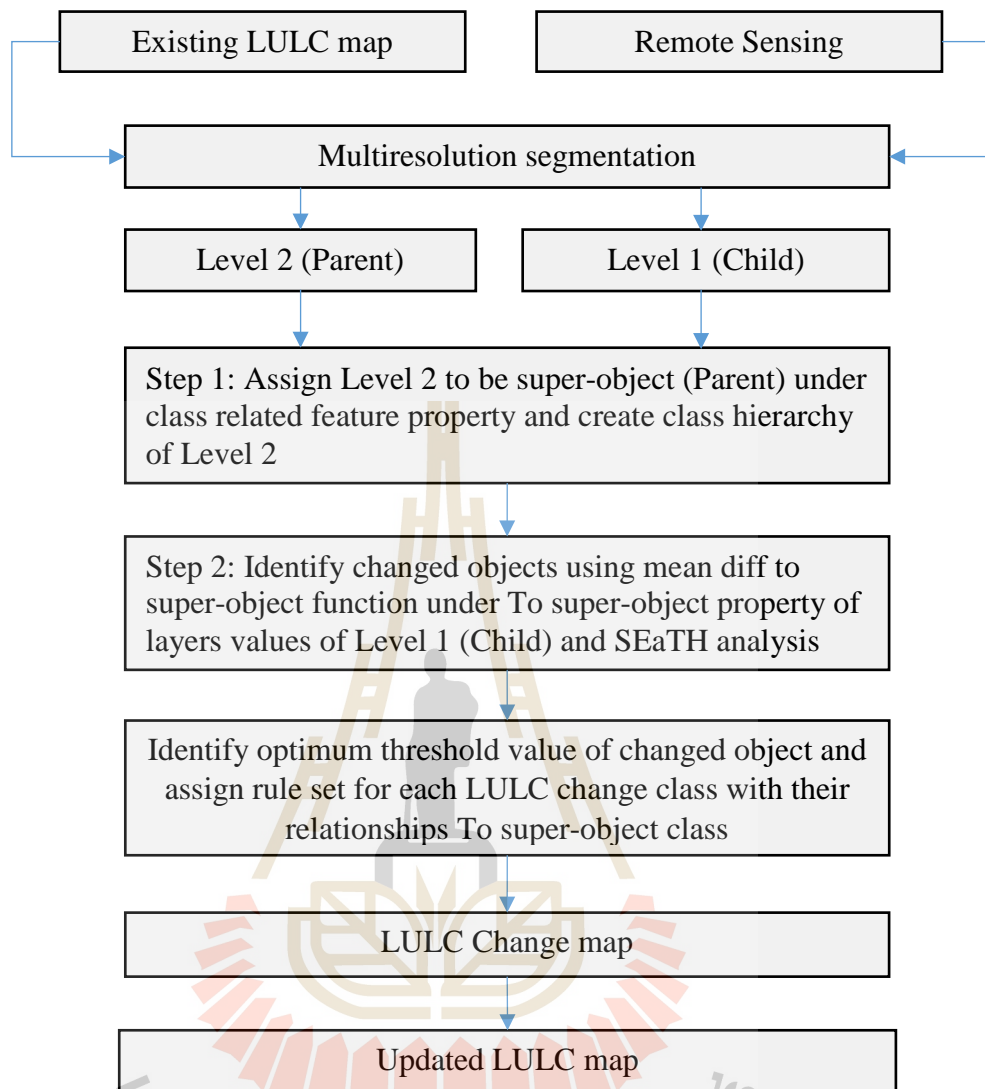 Existing LULC map
Remote Sensing
Multiresolution segmentation
Level 2 (Parent)
Level 1 (Child)
Step 1: Assign Level 2 to be super-object (Parent) under
class related feature property and create class hierarchy
of Level 2
Step 2: Identify changed objects using mean diff to
super-object function under To super-object property of
layers values of Level 1 (Child) and SEaTH analysis
Identify optimum threshold value of changed object and
assign rule set for each LULC change class with their
relationships To super-object class
LULC Change map
Updated LULC map